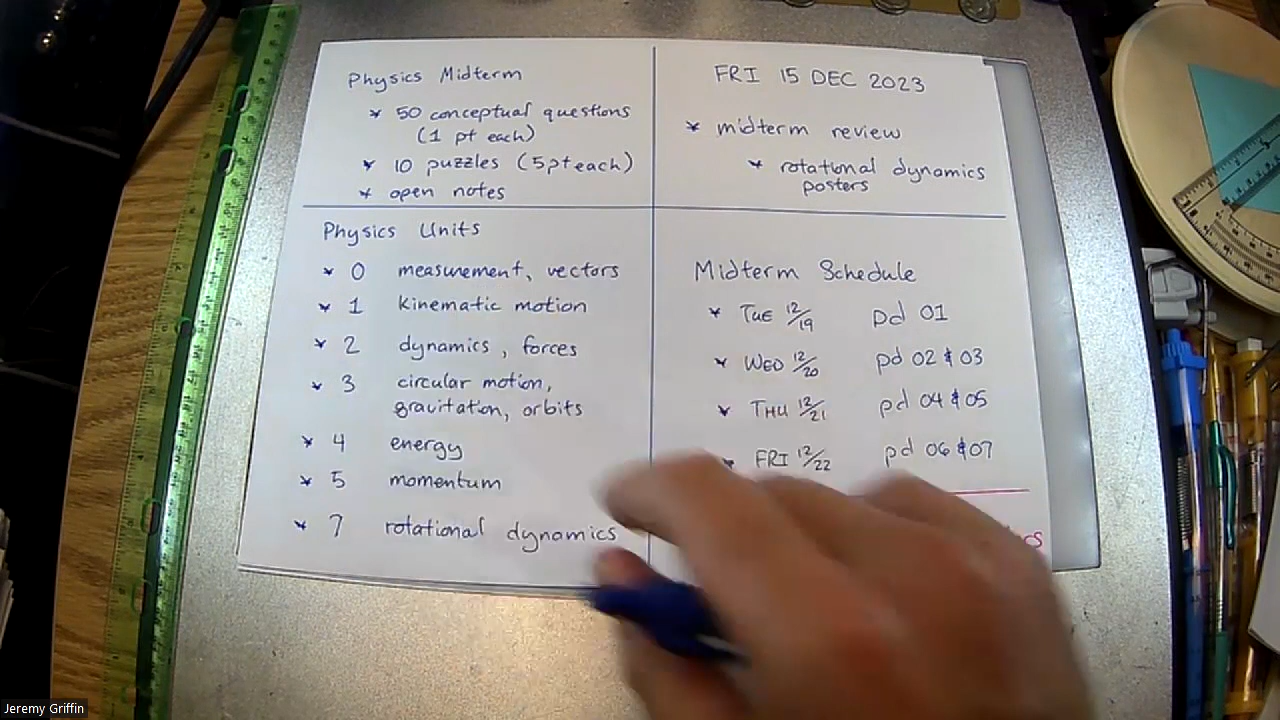 Physics Midterm
* 50 conceptual questions
(1 pt each)
* 10 puzzles (5pt each)
* open notes
FRI 15 DEC 2023
* midterm review
* rotational dynamics
posters
Physics Units
* 0 measurement, vectors
* 1 kinematic motion
* 2 dynamics, forces
* 3 circular motion,
gravitation, orbits
* 4 energy
* 5 momentum
* 7 rotational dynamics
Midterm Schedule
* TUE 12/19 pd 01
* WED 12/20 pd 02 & 03
* THU 12/21 pd 04 & 05
* FRI 12/22 pd 06 & 07
Jeremy Griffin